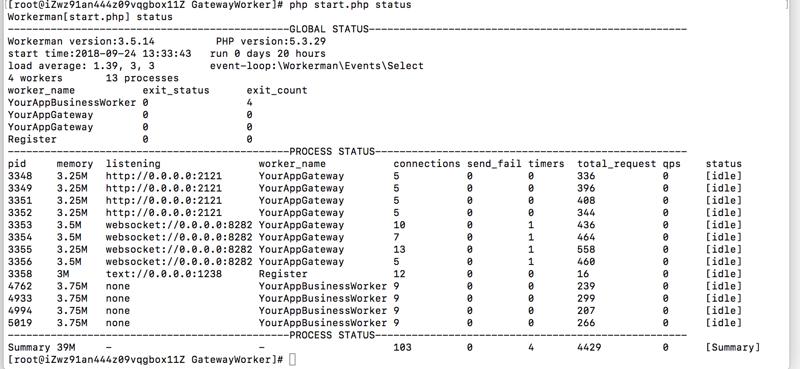 [root@iZwz91an444z09vqgbox11Z GatewayWorker]# php start.php status
Workerman[start.php] status
----------------------------------------------GLOBAL STATUS----------------------------------------------------
Workerman version:3.5.14          PHP version:5.3.29
start time:2018-09-24 13:33:43   run 0 days 20 hours
load average: 1.39, 3, 3         event-loop:\Workerman\Events\Select
4 workers       13 processes
worker_name           exit_status      exit_count
YourAppBusinessWorker 0                4
YourAppGateway        0                0
YourAppGateway        0                0
Register              0                0
----------------------------------------------PROCESS STATUS---------------------------------------------------
pid     memory  listening                worker_name           connections send_fail timers  total_request qps    status
3348    3.25M   http://0.0.0.0:2121      YourAppGateway        5           0         0       336           0      [idle]
3349    3.25M   http://0.0.0.0:2121      YourAppGateway        5           0         0       396           0      [idle]
3351    3.25M   http://0.0.0.0:2121      YourAppGateway        5           0         0       408           0      [idle]
3352    3.25M   http://0.0.0.0:2121      YourAppGateway        5           0         0       344           0      [idle]
3353    3.5M    websocket://0.0.0.0:8282 YourAppGateway        10          0         1       436           0      [idle]
3354    3.5M    websocket://0.0.0.0:8282 YourAppGateway        7           0         1       464           0      [idle]
3355    3.25M   websocket://0.0.0.0:8282 YourAppGateway        13          0         1       558           0      [idle]
3356    3.5M    websocket://0.0.0.0:8282 YourAppGateway        5           0         1       460           0      [idle]
3358    3M      text://0.0.0.0:1238      Register              12          0         0       16            0      [idle]
4762    3.75M   none                     YourAppBusinessWorker 9           0         0       239           0      [idle]
4933    3.75M   none                     YourAppBusinessWorker 9           0         0       299           0      [idle]
4994    3.75M   none                     YourAppBusinessWorker 9           0         0       207           0      [idle]
5019    3.75M   none                     YourAppBusinessWorker 9           0         0       266           0      [idle]
----------------------------------------------PROCESS STATUS---------------------------------------------------
Summary 39M     -                        -                     103         0         4       4429          0      [Summary]
[root@iZwz91an444z09vqgbox11Z GatewayWorker]#